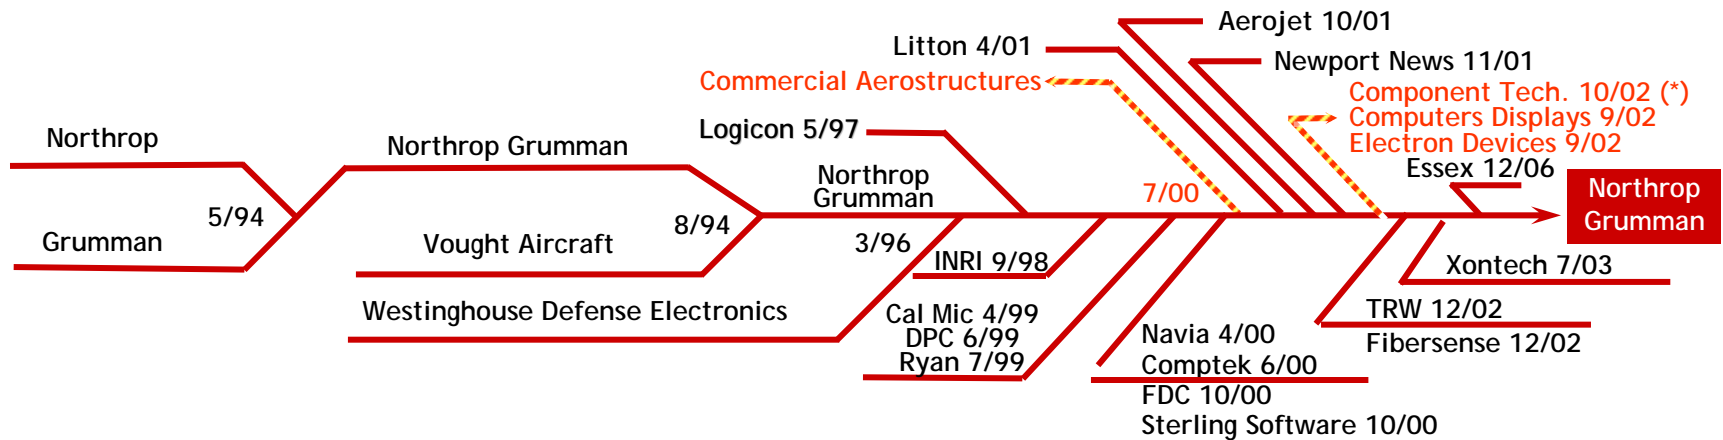 Aerojet 10/01
Litton 4/01
Newport News 11/01
Commercial Aerostructures
Component Tech. 10/02 (*)
Computers Displays 9/02
Electron Devices 9/02
Logicon 5/97
Northrop
Northrop Grumman
Essex 12/06
Northrop
Grumman
7/00
Northrop
Grumman
5/94
8/94
Grumman
Vought Aircraft
3/96
INRI 9/98
Xontech 7/03
Westinghouse Defense Electronics
Cal Mic 4/99
DPC 6/99
Ryan 7/99
TRW 12/02
Fibersense 12/02
Navia 4/00
Comptek 6/00
FDC 10/00
Sterling Software 10/00